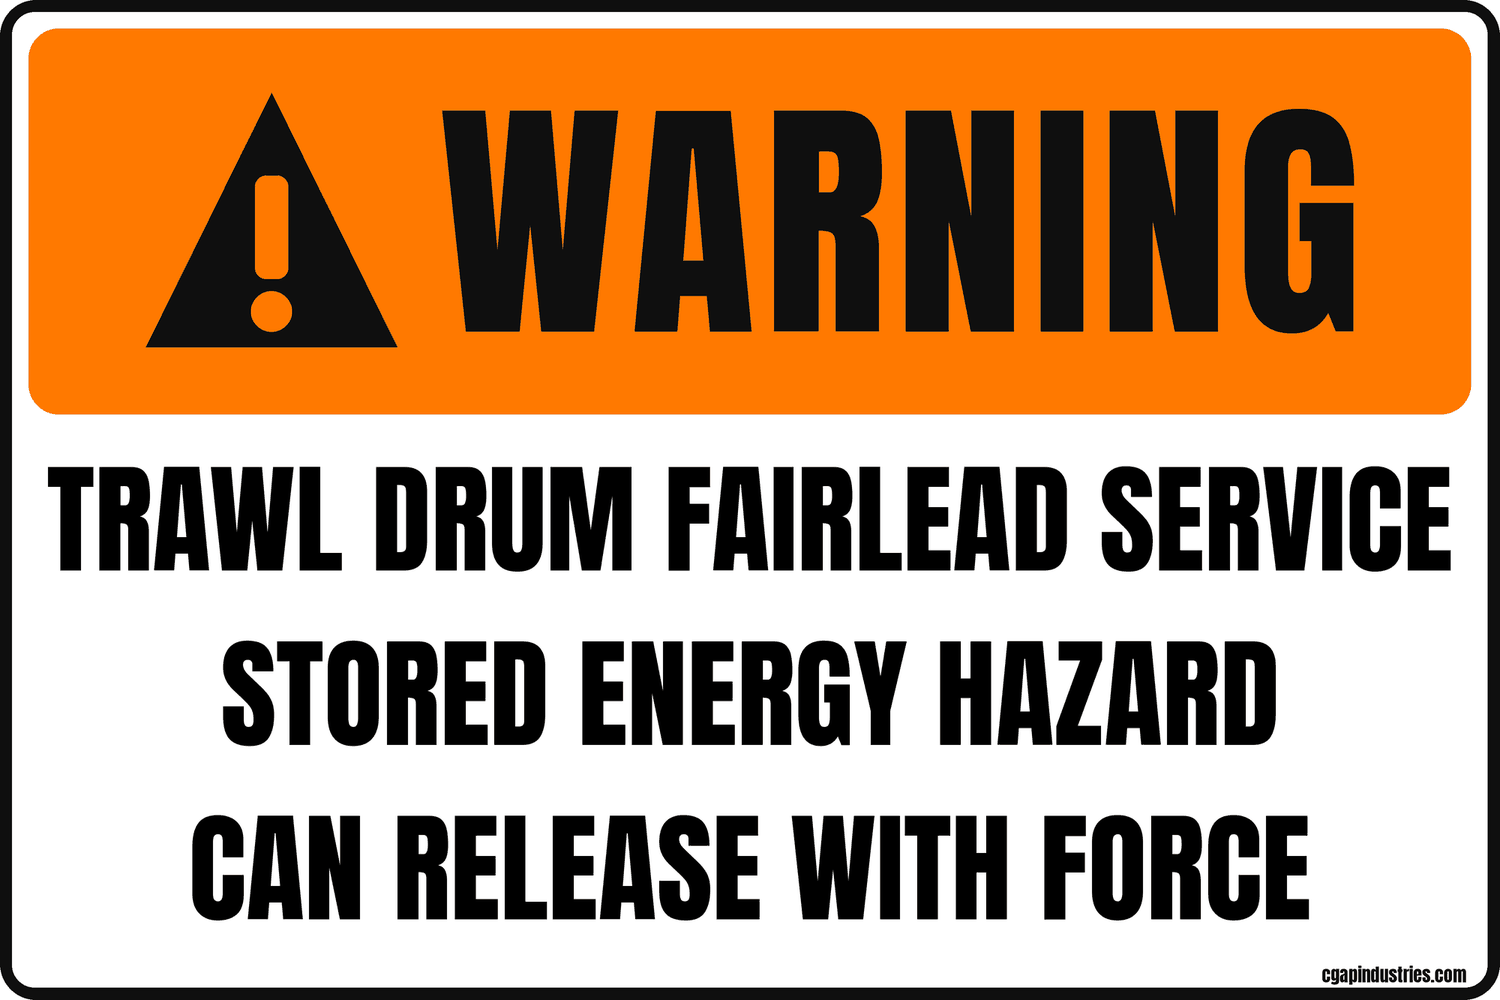 WARNING
TRAWL DRUM FAIRLEAD SERVICE
STORED ENERGY HAZARD
CAN RELEASE WITH FORCE
cgapindustries.com